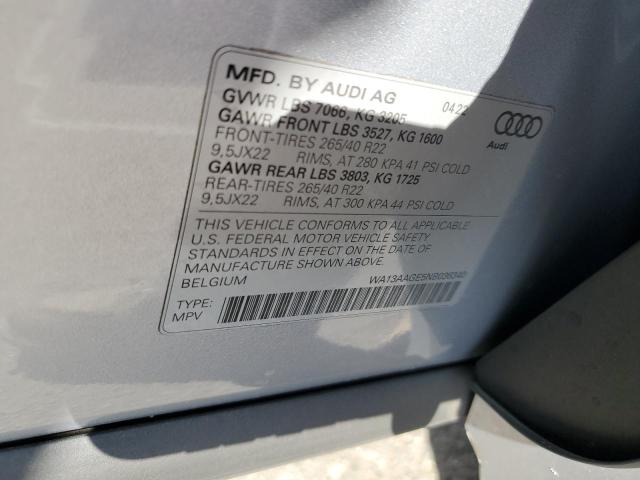 MFD. BY AUDI AG 04.22
GVWR LBS 7066, KG 3205
GAWR FRONT LBS 3527, KG 1600
FRONT-TIRES 265/40 R22
9,5JX22 RIMS, AT 280 KPA 41 PSI COLD
GAWR REAR LBS 3803, KG 1725
REAR-TIRES 265/40 R22
9,5JX22 RIMS, AT 300 KPA 44 PSI COLD
Audi
THIS VEHICLE CONFORMS TO ALL APPLICABLE
U.S. FEDERAL MOTOR VEHICLE SAFETY
STANDARDS IN EFFECT ON THE DATE OF
MANUFACTURE SHOWN ABOVE.
BELGIUM
TYPE:
MPV